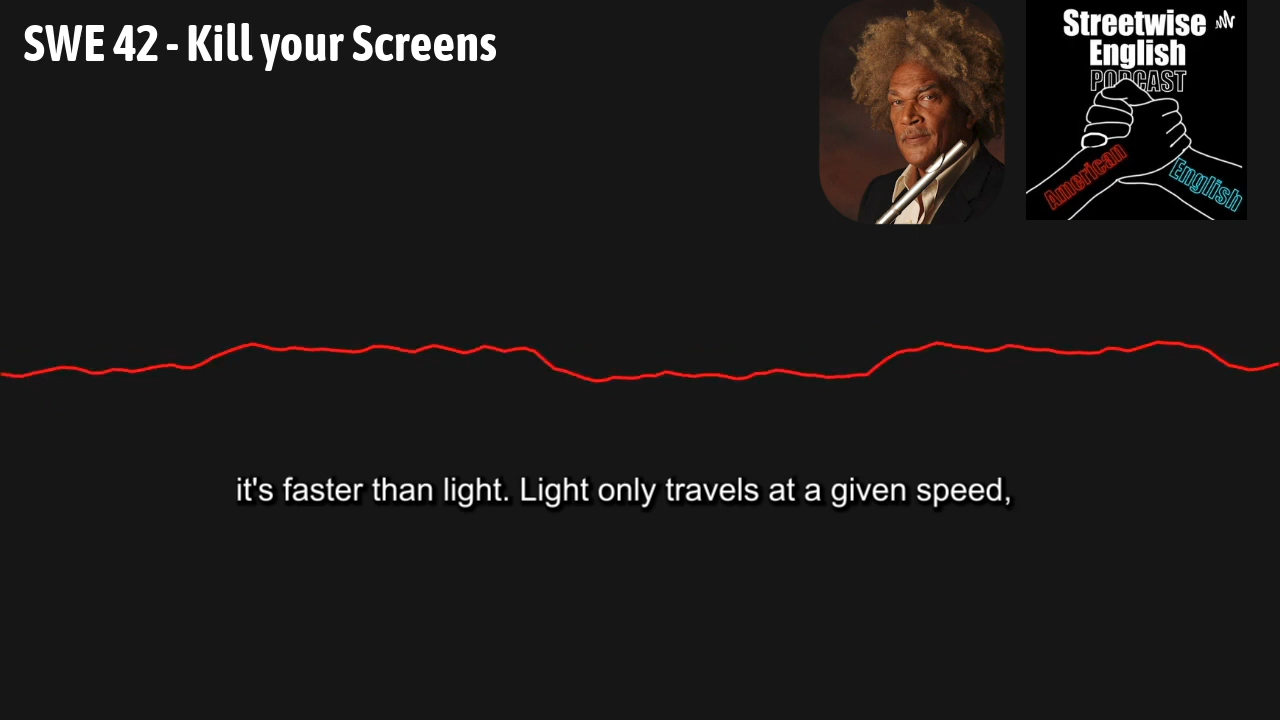 SWE 42 - Kill your Screens
Streetwise
English
PODCAST
American
English
it's faster than light. Light only travels at a given speed,